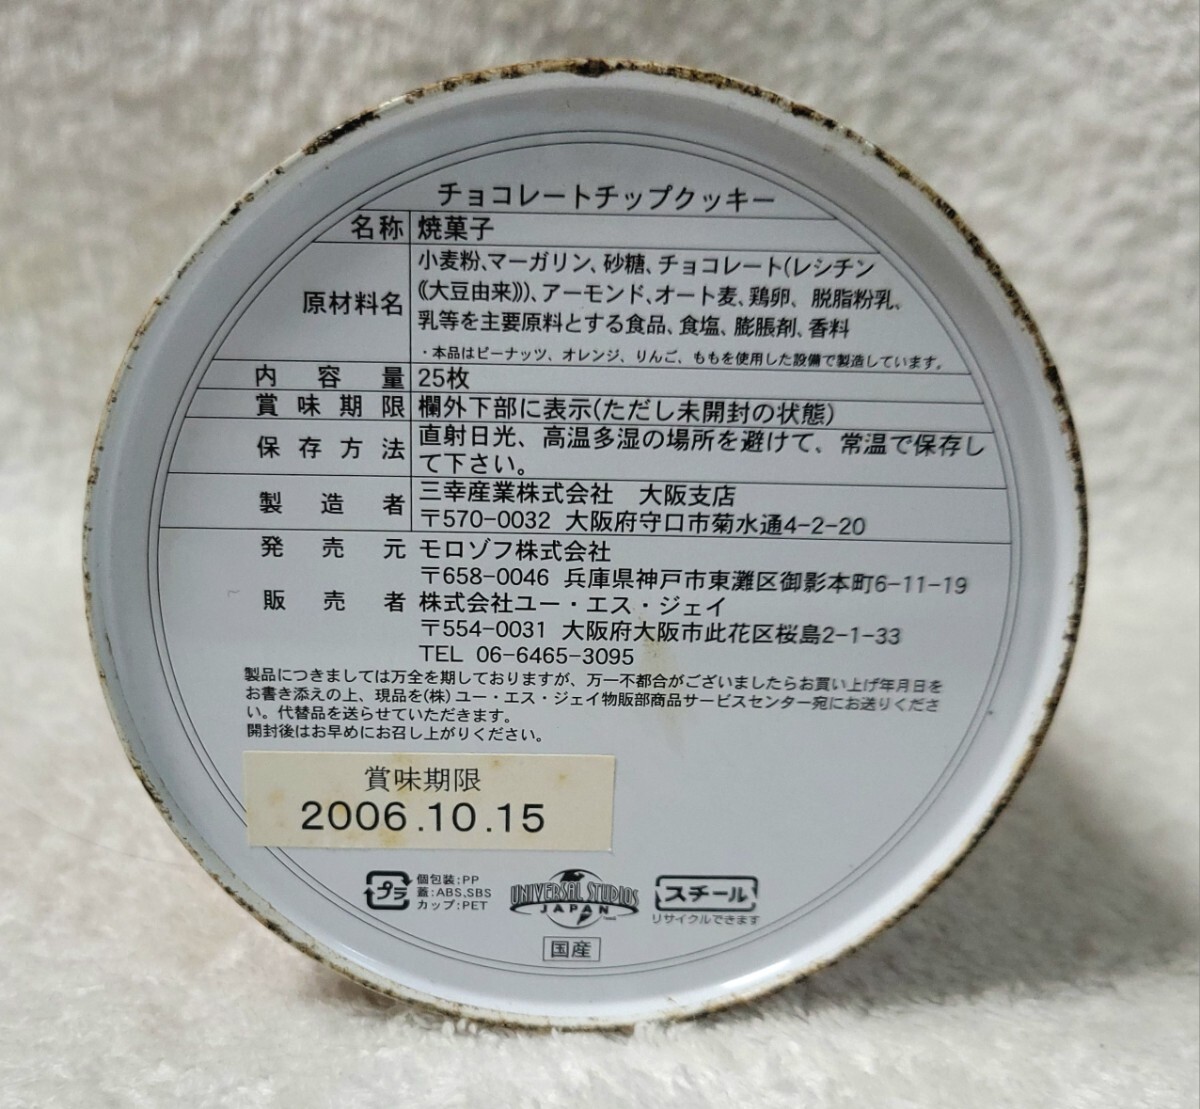 チョコレートチップクッキー
名称 焼菓子
原材料名 小麦粉、マーガリン、砂糖、チョコレート(レシチン
(《大豆由来》))、アーモンド、オート麦、鶏卵、脱脂粉乳、
乳等を主要原料とする食品、食塩、膨脹剤、香料
・本品はピーナッツ、オレンジ、りんご、ももを使用した設備で製造しています。
内容量 25枚
賞味期限 欄外下部に表示(ただし未開封の状態)
保存方法 直射日光、高温多湿の場所を避けて、常温で保存し
て下さい。
製造者 三幸産業株式会社 大阪支店
〒570-0032 大阪府守口市菊水通4-2-20
発売元 モロゾフ株式会社
〒658-0046 兵庫県神戸市東灘区御影本町6-11-19
販売者 株式会社ユー・エス・ジェイ
〒554-0031 大阪府大阪市此花区桜島2-1-33
TEL 06-6465-3095
製品につきましては万全を期しておりますが、万一不都合がございましたらお買い上げ年月日を
お書き添えの上、現品を(株)ユー・エス・ジェイ物販部商品サービスセンター宛にお送りくださ
い。代替品を送らせていただきます。
開封後はお早めにお召し上がりください。
賞味期限
2006.10.15
プラ
個包装:PP
蓋:ABS,SBS
カップ:PET
UNIVERSAL STUDIOS
JAPAN
スチール
リサイクルできます
国産